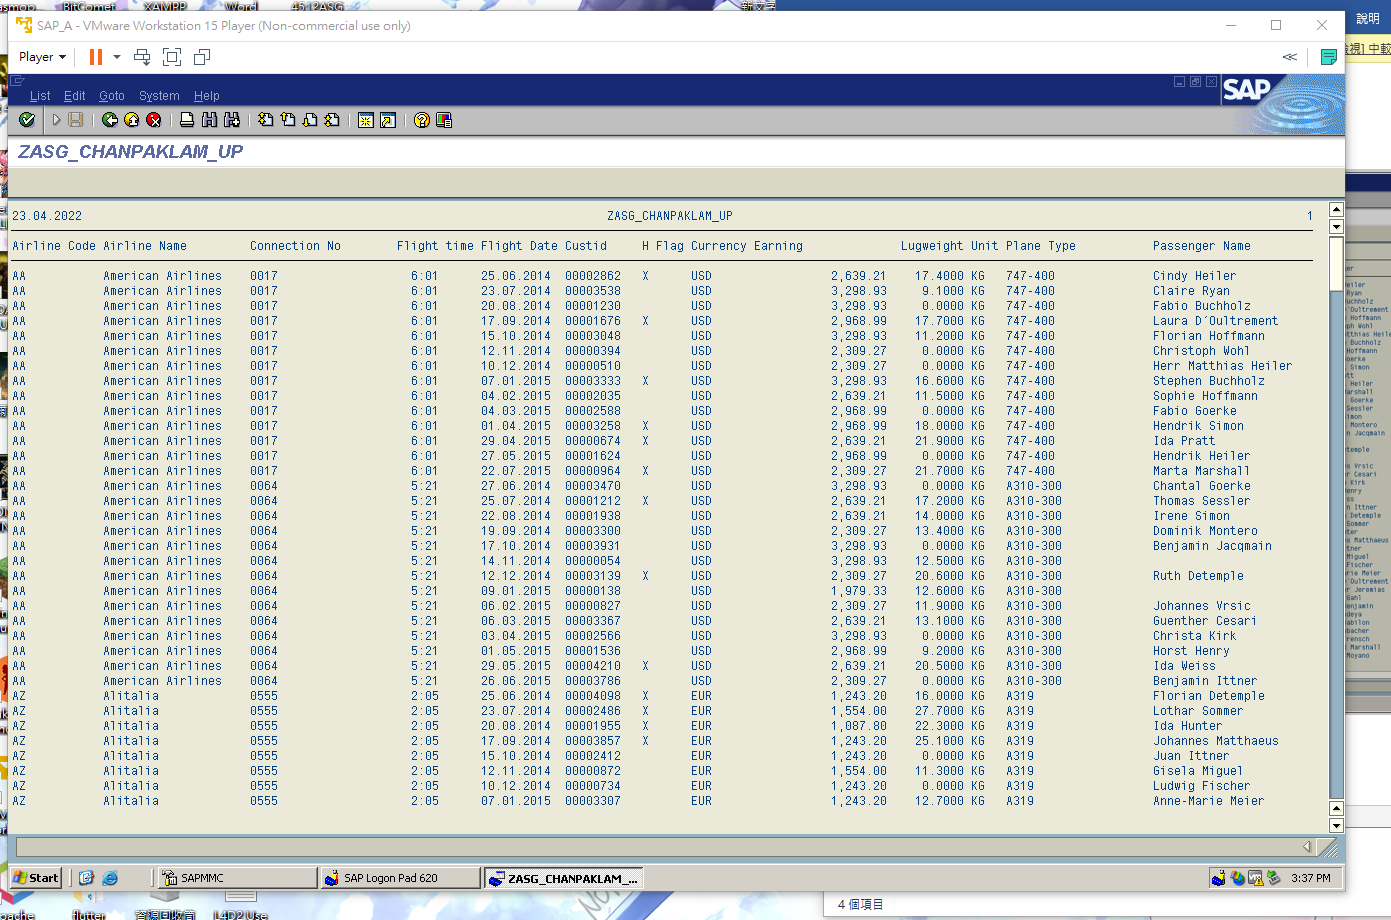 SAP_A - VMware Workstation 15 Player (Non-commercial use only)
說明
Player
List Edit Goto System Help
SAP
ZASG_CHANPAKLAM_UP
23.04.2022 ZASG_CHANPAKLAM_UP 1
Airline Code Airline Name Connection No Flight time Flight Date Custid H Flag Currency Earning Lugweight Unit Plane Type Passenger Name
AA American Airlines 0017 6:01 25.06.2014 00002862 X USD 2,639.21 17.4000 KG 747-400 Cindy Heiler
AA American Airlines 0017 6:01 23.07.2014 00003538 USD 3,298.93 9.1000 KG 747-400 Claire Ryan
AA American Airlines 0017 6:01 20.08.2014 00001230 USD 3,298.93 0.0000 KG 747-400 Fabio Buchholz
AA American Airlines 0017 6:01 17.09.2014 00001676 X USD 2,968.99 17.7000 KG 747-400 Laura D´Oultrement
AA American Airlines 0017 6:01 15.10.2014 00003048 USD 3,298.93 11.2000 KG 747-400 Florian Hoffmann
AA American Airlines 0017 6:01 12.11.2014 00000394 USD 2,309.27 0.0000 KG 747-400 Christoph Wohl
AA American Airlines 0017 6:01 10.12.2014 00000510 USD 2,309.27 0.0000 KG 747-400 Herr Matthias Heiler
AA American Airlines 0017 6:01 07.01.2015 00003333 X USD 3,298.93 16.6000 KG 747-400 Stephen Buchholz
AA American Airlines 0017 6:01 04.02.2015 00002035 USD 2,639.21 11.5000 KG 747-400 Sophie Hoffmann
AA American Airlines 0017 6:01 04.03.2015 00002588 USD 2,968.99 0.0000 KG 747-400 Fabio Goerke
AA American Airlines 0017 6:01 01.04.2015 00003258 X USD 2,968.99 18.0000 KG 747-400 Hendrik Simon
AA American Airlines 0017 6:01 29.04.2015 00000674 X USD 2,639.21 21.9000 KG 747-400 Ida Pratt
AA American Airlines 0017 6:01 27.05.2015 00001624 USD 2,968.99 0.0000 KG 747-400 Hendrik Heiler
AA American Airlines 0017 6:01 22.07.2015 00000964 X USD 2,309.27 21.7000 KG 747-400 Marta Marshall
AA American Airlines 0064 5:21 27.06.2014 00003470 USD 3,298.93 0.0000 KG A310-300 Chantal Goerke
AA American Airlines 0064 5:21 25.07.2014 00001212 X USD 2,639.21 17.2000 KG A310-300 Thomas Sessler
AA American Airlines 0064 5:21 22.08.2014 00001938 USD 2,639.21 14.0000 KG A310-300 Irene Simon
AA American Airlines 0064 5:21 19.09.2014 00003300 USD 2,309.27 13.4000 KG A310-300 Dominik Montero
AA American Airlines 0064 5:21 17.10.2014 00003931 USD 3,298.93 0.0000 KG A310-300 Benjamin Jacqmain
AA American Airlines 0064 5:21 14.11.2014 00000054 USD 3,298.93 12.5000 KG A310-300
AA American Airlines 0064 5:21 12.12.2014 00003139 X USD 2,309.27 20.6000 KG A310-300 Ruth Detemple
AA American Airlines 0064 5:21 09.01.2015 00000138 USD 1,979.33 12.6000 KG A310-300
AA American Airlines 0064 5:21 06.02.2015 00000827 USD 2,309.27 11.9000 KG A310-300 Johannes Vrsic
AA American Airlines 0064 5:21 06.03.2015 00003367 USD 2,639.21 13.1000 KG A310-300 Guenther Cesari
AA American Airlines 0064 5:21 03.04.2015 00002566 USD 3,298.93 0.0000 KG A310-300 Christa Kirk
AA American Airlines 0064 5:21 01.05.2015 00001536 USD 2,968.99 9.2000 KG A310-300 Horst Henry
AA American Airlines 0064 5:21 29.05.2015 00004210 X USD 2,639.21 20.5000 KG A310-300 Ida Weiss
AA American Airlines 0064 5:21 26.06.2015 00003786 USD 2,309.27 0.0000 KG A310-300 Benjamin Ittner
AZ Alitalia 0555 2:05 25.06.2014 00004098 X EUR 1,243.20 16.0000 KG A319 Florian Detemple
AZ Alitalia 0555 2:05 23.07.2014 00002486 X EUR 1,554.00 27.7000 KG A319 Lothar Sommer
AZ Alitalia 0555 2:05 20.08.2014 00001955 X EUR 1,087.80 22.3000 KG A319 Ida Hunter
AZ Alitalia 0555 2:05 17.09.2014 00003857 X EUR 1,243.20 25.1000 KG A319 Johannes Matthaeus
AZ Alitalia 0555 2:05 15.10.2014 00002412 EUR 1,243.20 0.0000 KG A319 Juan Ittner
AZ Alitalia 0555 2:05 12.11.2014 00000872 EUR 1,554.00 11.3000 KG A319 Gisela Miguel
AZ Alitalia 0555 2:05 10.12.2014 00000734 EUR 1,243.20 0.0000 KG A319 Ludwig Fischer
AZ Alitalia 0555 2:05 07.01.2015 00003307 EUR 1,243.20 12.7000 KG A319 Anne-Marie Meier
Start SAPMMC SAP Logon Pad 620 ZASG_CHANPAKLAM_... 3:37 PM
4 個項目
flutter 資源回收筒 L4D2 Use